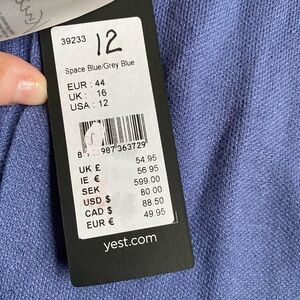 39233 12
Space Blue/Grey Blue
EUR : 44
UK : 16
USA : 12
987363729
UK £ 54.95
IE € 56.95
SEK 599.00
USD $ 80.00
CAD $ 88.50
EUR € 49.95
yest.com